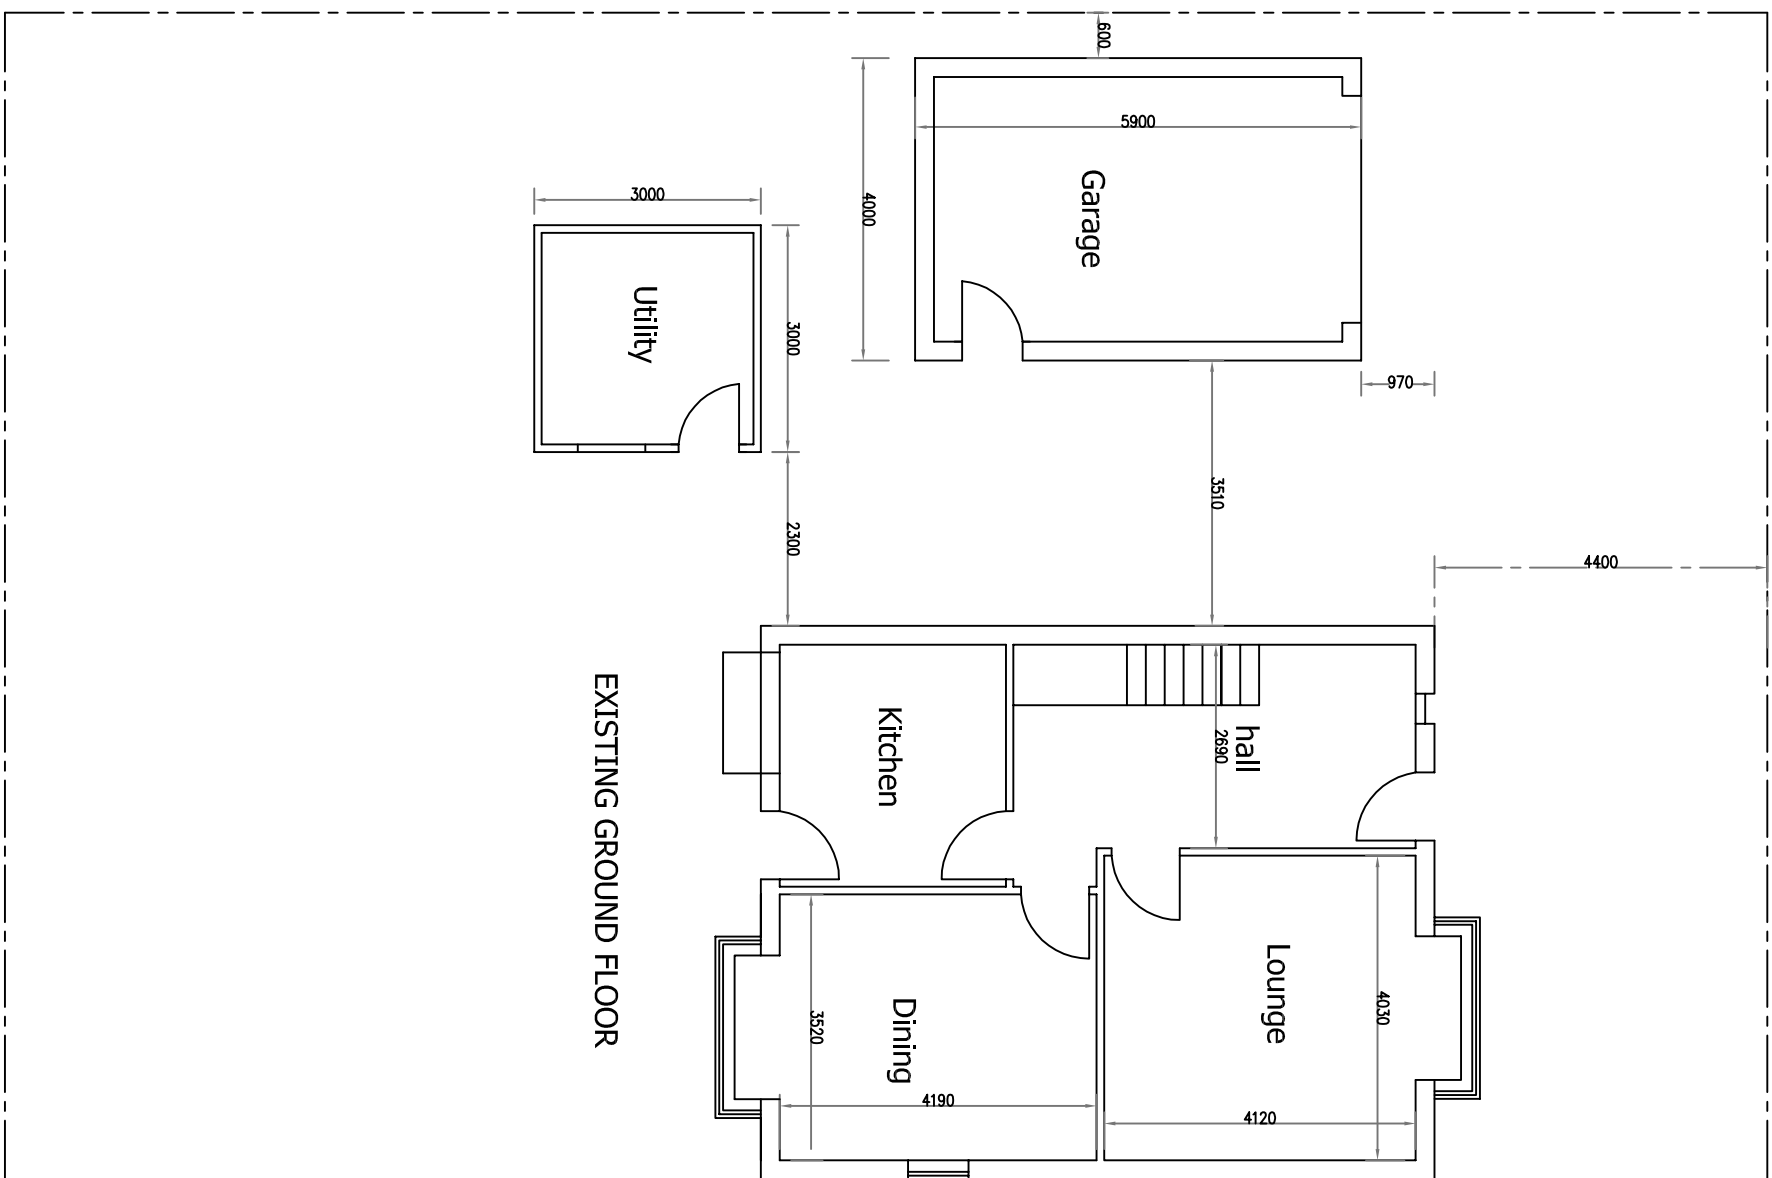 600
5900
Garage
4000
3000
Utility
3000
970
3510
2300
4400
hall
2690
Kitchen
EXISTING GROUND FLOOR
Lounge
4030
Dining
3520
4190
4120